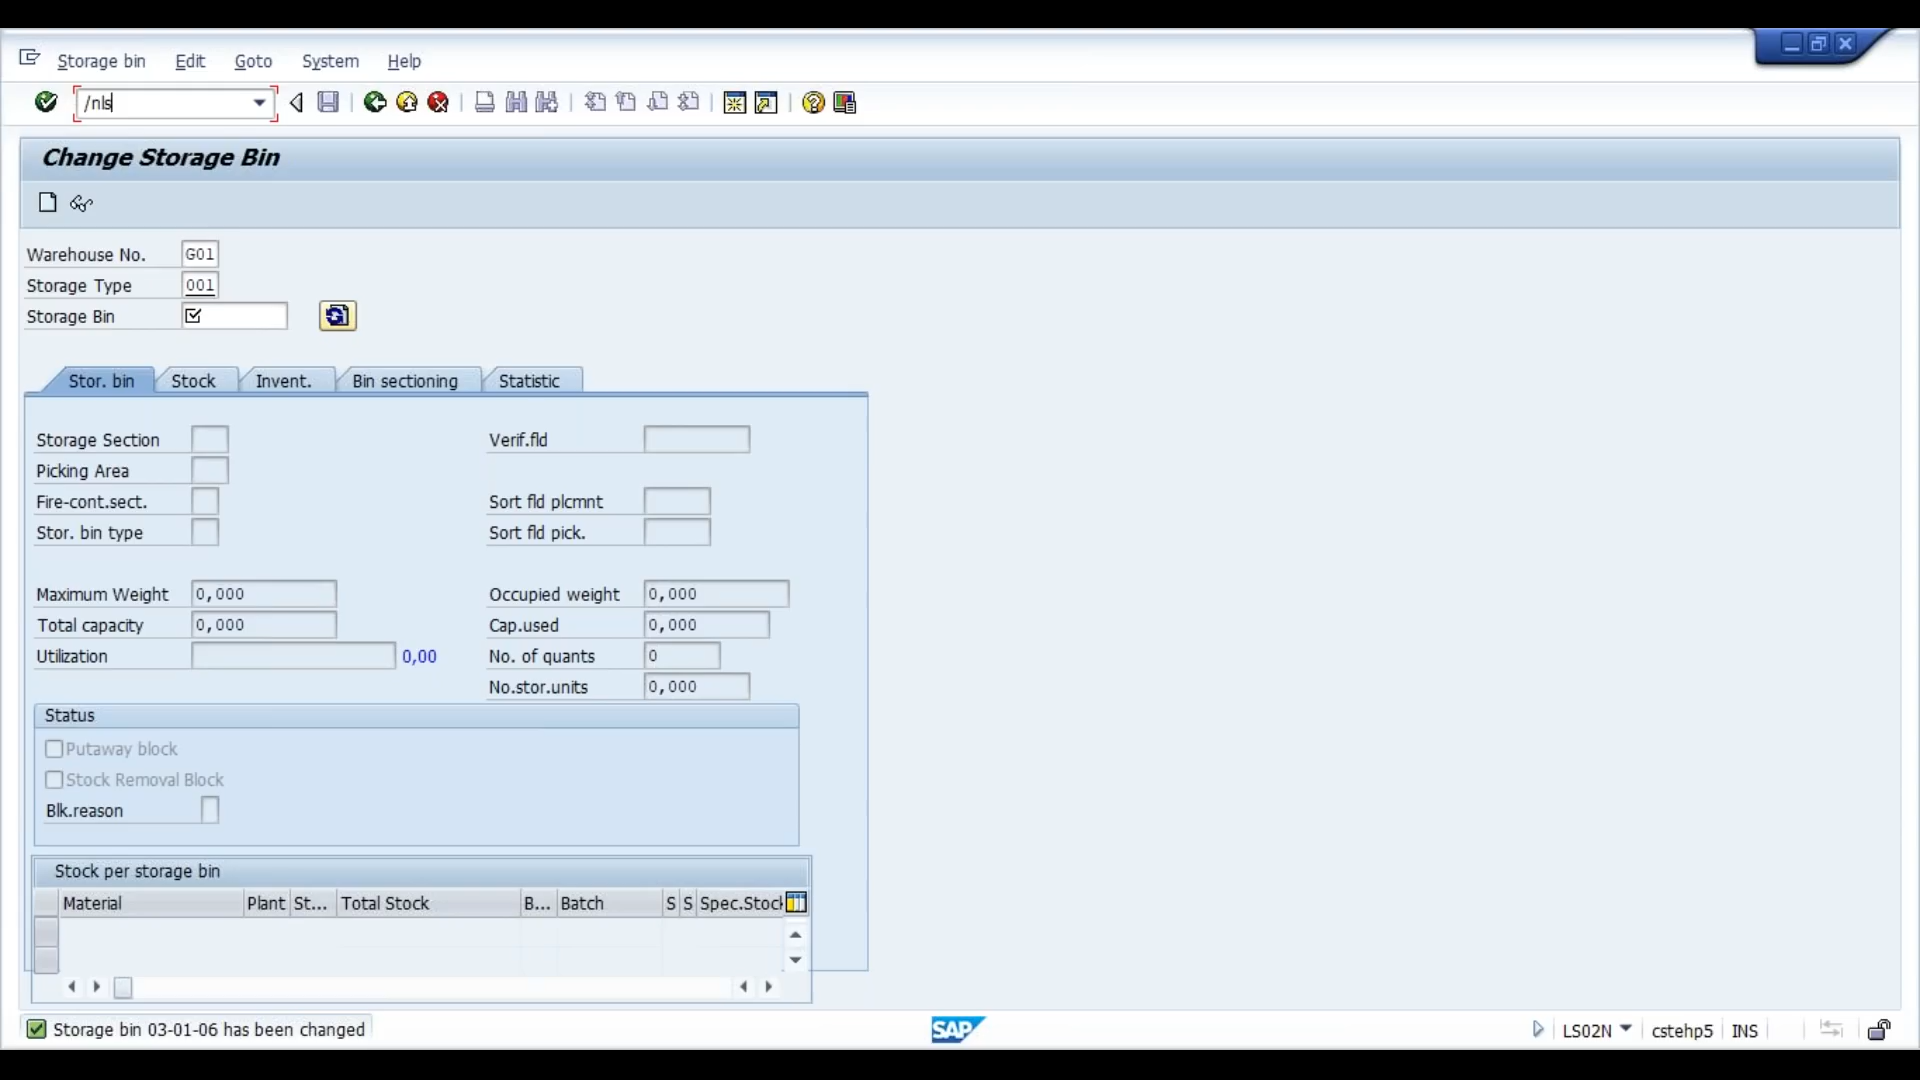 Storage bin Edit Goto System Help
/nls
Change Storage Bin
Warehouse No. G01
Storage Type 001
Storage Bin
Stor. bin Stock Invent. Bin sectioning Statistic
Storage Section Verif.fld
Picking Area
Fire-cont.sect. Sort fld plcmnt
Stor. bin type Sort fld pick.
Maximum Weight 0,000 Occupied weight 0,000
Total capacity 0,000 Cap.used 0,000
Utilization 0,00 No. of quants 0
No.stor.units 0,000
Status
Putaway block
Stock Removal Block
Blk.reason
Stock per storage bin
Material Plant St... Total Stock B... Batch S S Spec.Stock
Storage bin 03-01-06 has been changed SAP LS02N cstehp5 INS